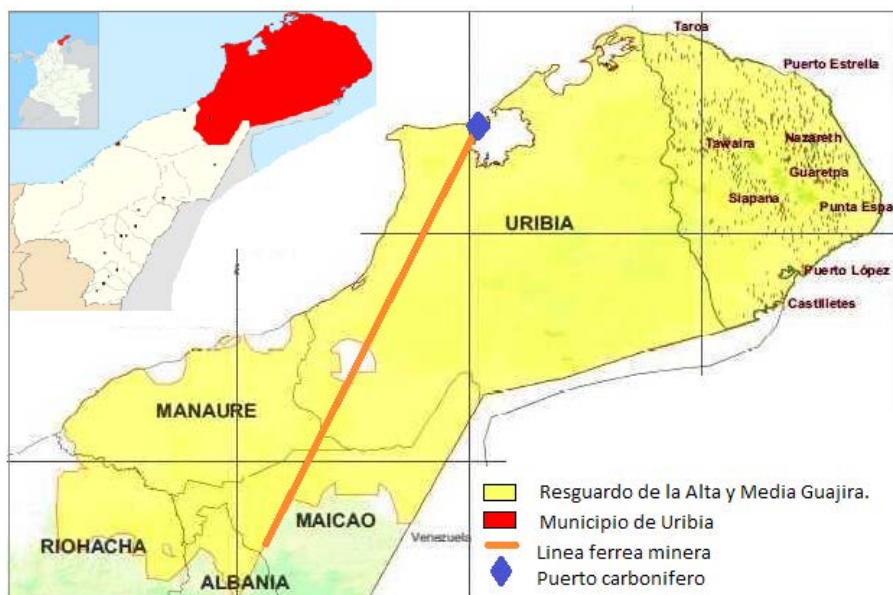 Taroa
Puerto Estrella
Nazareth
Tawaira
Guaretpa
Siapana
Punta Espa
URIBIA
Puerto López
Castilletes
MANAURE
Resguardo de la Alta y Media Guajira.
MAICAO
Municipio de Uribia
Venezuela
RIOHACHA
Linea ferrea minera
ALBANIA
Puerto carbonifero